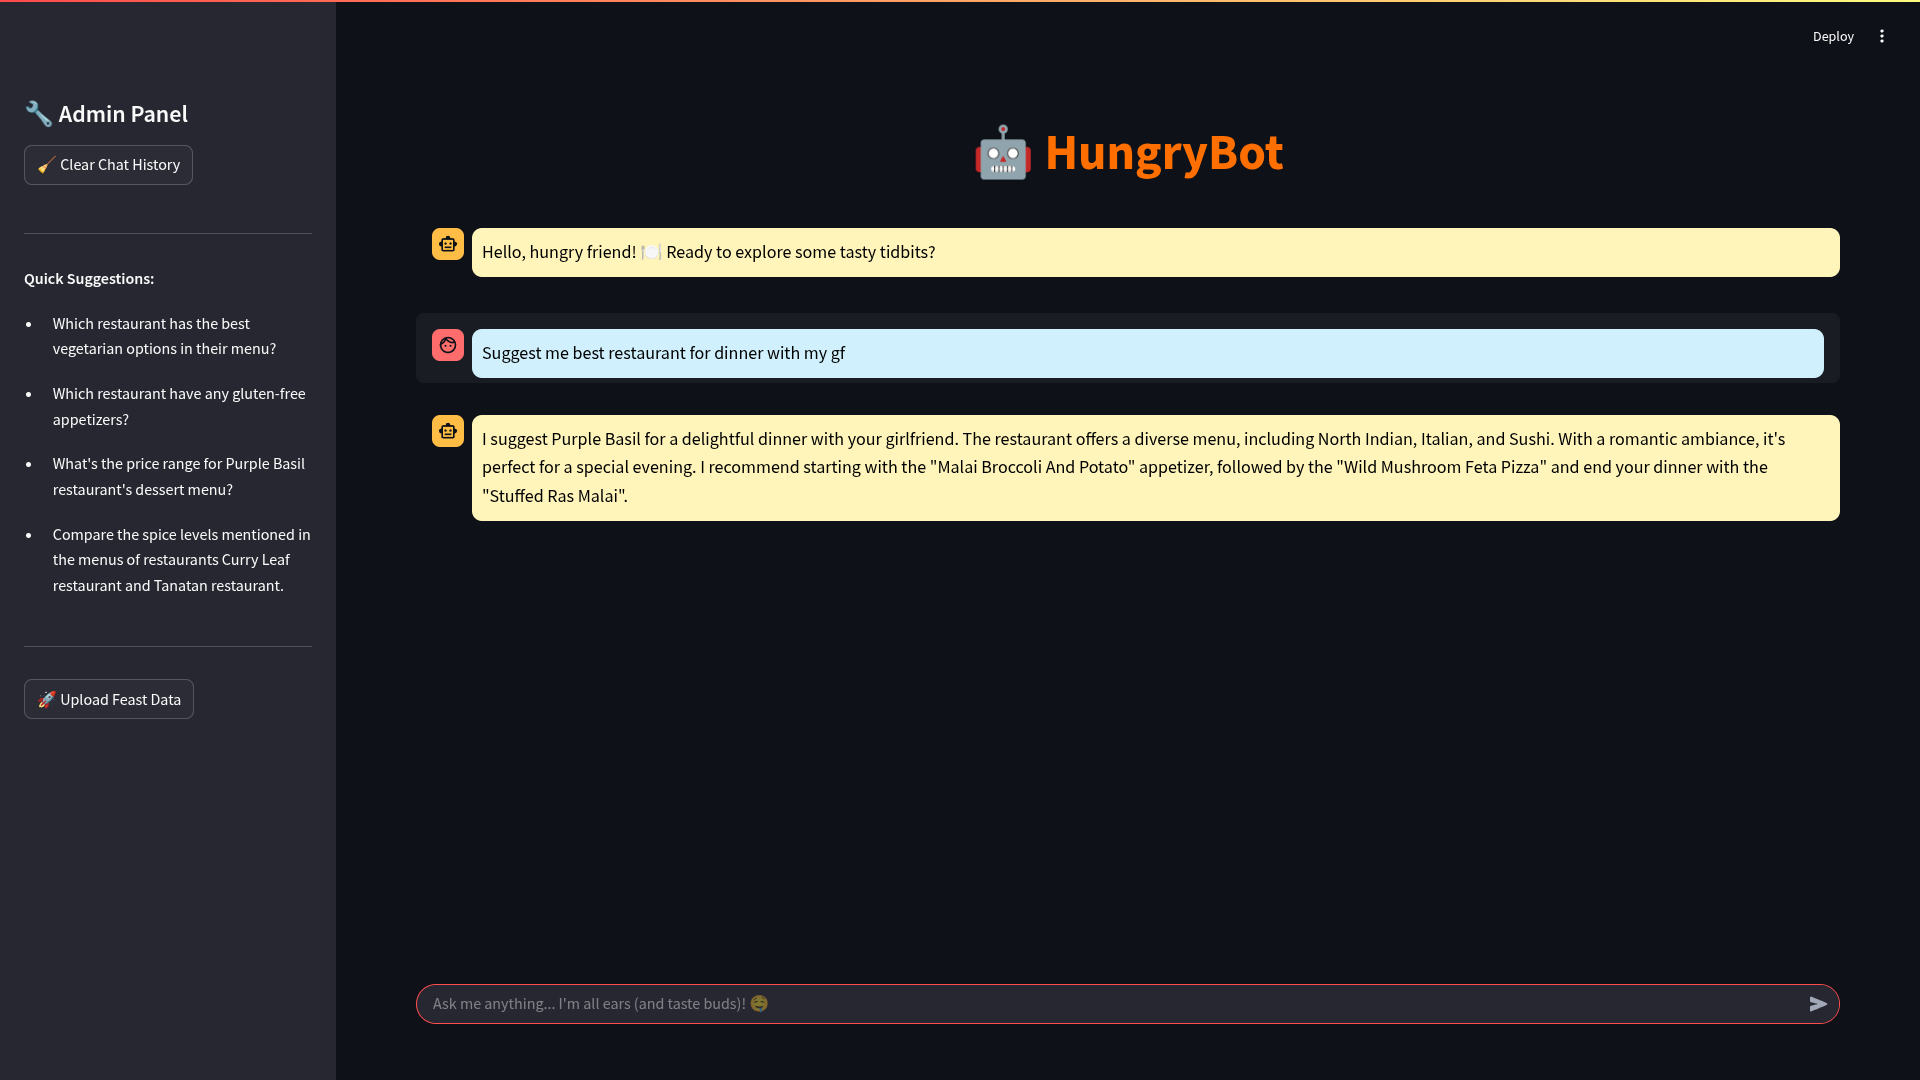 Deploy
🔧 Admin Panel
🧹 Clear Chat History
Quick Suggestions:
• Which restaurant has the best
vegetarian options in their menu?
• Which restaurant have any gluten-free
appetizers?
• What's the price range for Purple Basil
restaurant's dessert menu?
• Compare the spice levels mentioned in
the menus of restaurants Curry Leaf
restaurant and Tanatan restaurant.
🚀 Upload Feast Data
🤖 HungryBot
Hello, hungry friend! 🍽️ Ready to explore some tasty tidbits?
Suggest me best restaurant for dinner with my gf
I suggest Purple Basil for a delightful dinner with your girlfriend. The restaurant offers a diverse menu, including North Indian, Italian, and Sushi. With a romantic ambiance, it's
perfect for a special evening. I recommend starting with the "Malai Broccoli And Potato" appetizer, followed by the "Wild Mushroom Feta Pizza" and end your dinner with the
"Stuffed Ras Malai".
Ask me anything... I'm all ears (and taste buds)! 🤤